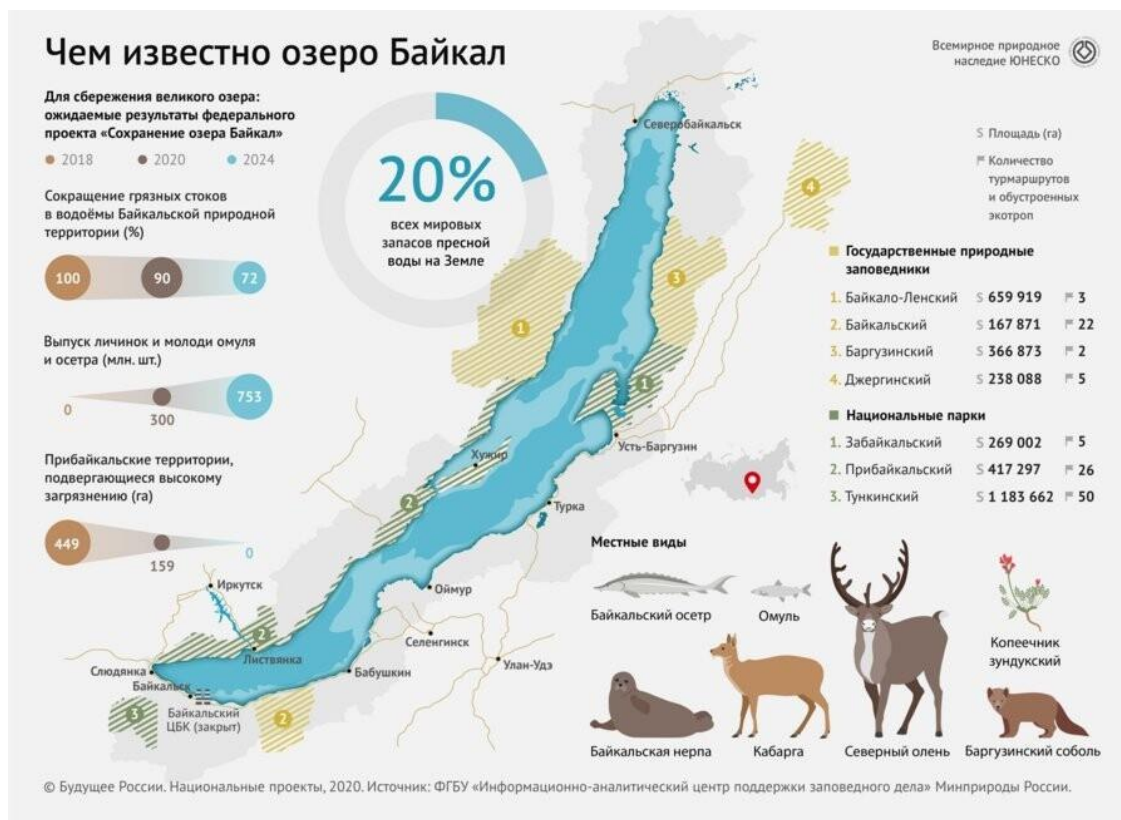 Чем известно озеро Байкал
Всемирное природное
наследие ЮНЕСКО
Для сбережения великого озера:
ожидаемые результаты федерального
проекта «Сохранение озера Байкал»
2018 2020 2024
Сокращение грязных стоков
в водоёмы Байкальской природной
территории (%)
100 90 72
Выпуск личинок и молоди омуля
и осетра (млн. шт.)
0 300 753
Прибайкальские территории,
подвергающиеся высокому
загрязнению (га)
449 159 0
20%
всех мировых
запасов пресной
воды на Земле
Северобайкальск
4
3
1
1
Усть-Баргузин
Хужир
2
Турка
Оймур
Иркутск
2
Листвянка
Селенгинск
Улан-Удэ
Бабушкин
Слюдянка
Байкальск
Байкальский
ЦБК (закрыт)
3
2
S Площадь (га)
Количество
турмаршрутов
и обустроенных
экотроп
Государственные природные
заповедники
1. Байкало-Ленский S 659 919 3
2. Байкальский S 167 871 22
3. Баргузинский S 366 873 2
4. Джергинский S 238 088 5
Национальные парки
1. Забайкальский S 269 002 5
2. Прибайкальский S 417 297 26
3. Тункинский S 1 183 662 50
Местные виды
Байкальский осетр
Омуль
Копеечник
зундукский
Байкальская нерпа
Кабарга
Северный олень
Баргузинский соболь
© Будущее России. Национальные проекты, 2020. Источник: ФГБУ «Информационно-аналитический центр поддержки заповедного дела» Минприроды России.